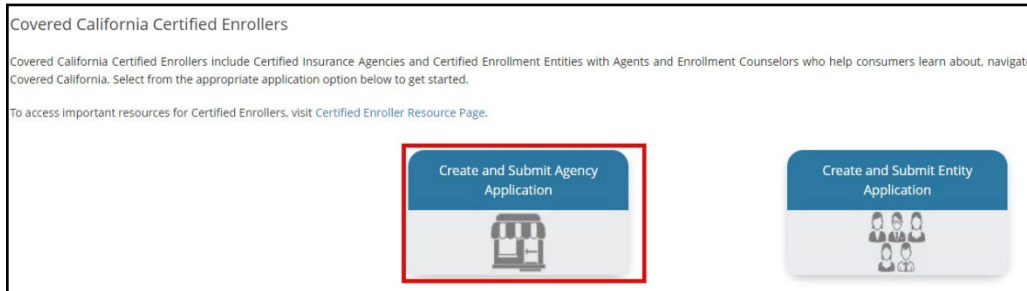 Covered California Certified Enrollers
Covered California Certified Enrollers include Certified Insurance Agencies and Certified Enrollment Entities with Agents and Enrollment Counselors who help consumers learn about, navigat
Covered California. Select from the appropriate application option below to get started.
To access important resources for Certified Enrollers, visit Certified Enroller Resource Page.
Create and Submit Agency
Application
Create and Submit Entity
Application